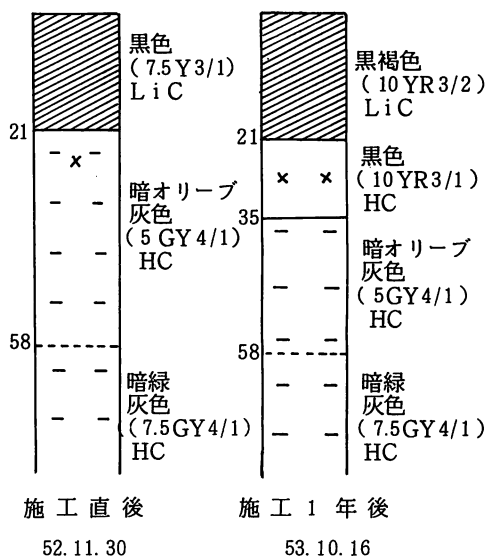 黒色
(7.5Y3/1)
LiC
21
暗オリーブ
灰色
(5GY4/1)
HC
58
暗緑
灰色
(7.5GY4/1)
HC
施工直後
52.11.30
黒褐色
(10YR3/2)
LiC
21
黒色
(10YR3/1)
HC
35
暗オリーブ
灰色
(5GY4/1)
HC
58
暗緑
灰色
(7.5GY4/1)
HC
施工1年後
53.10.16